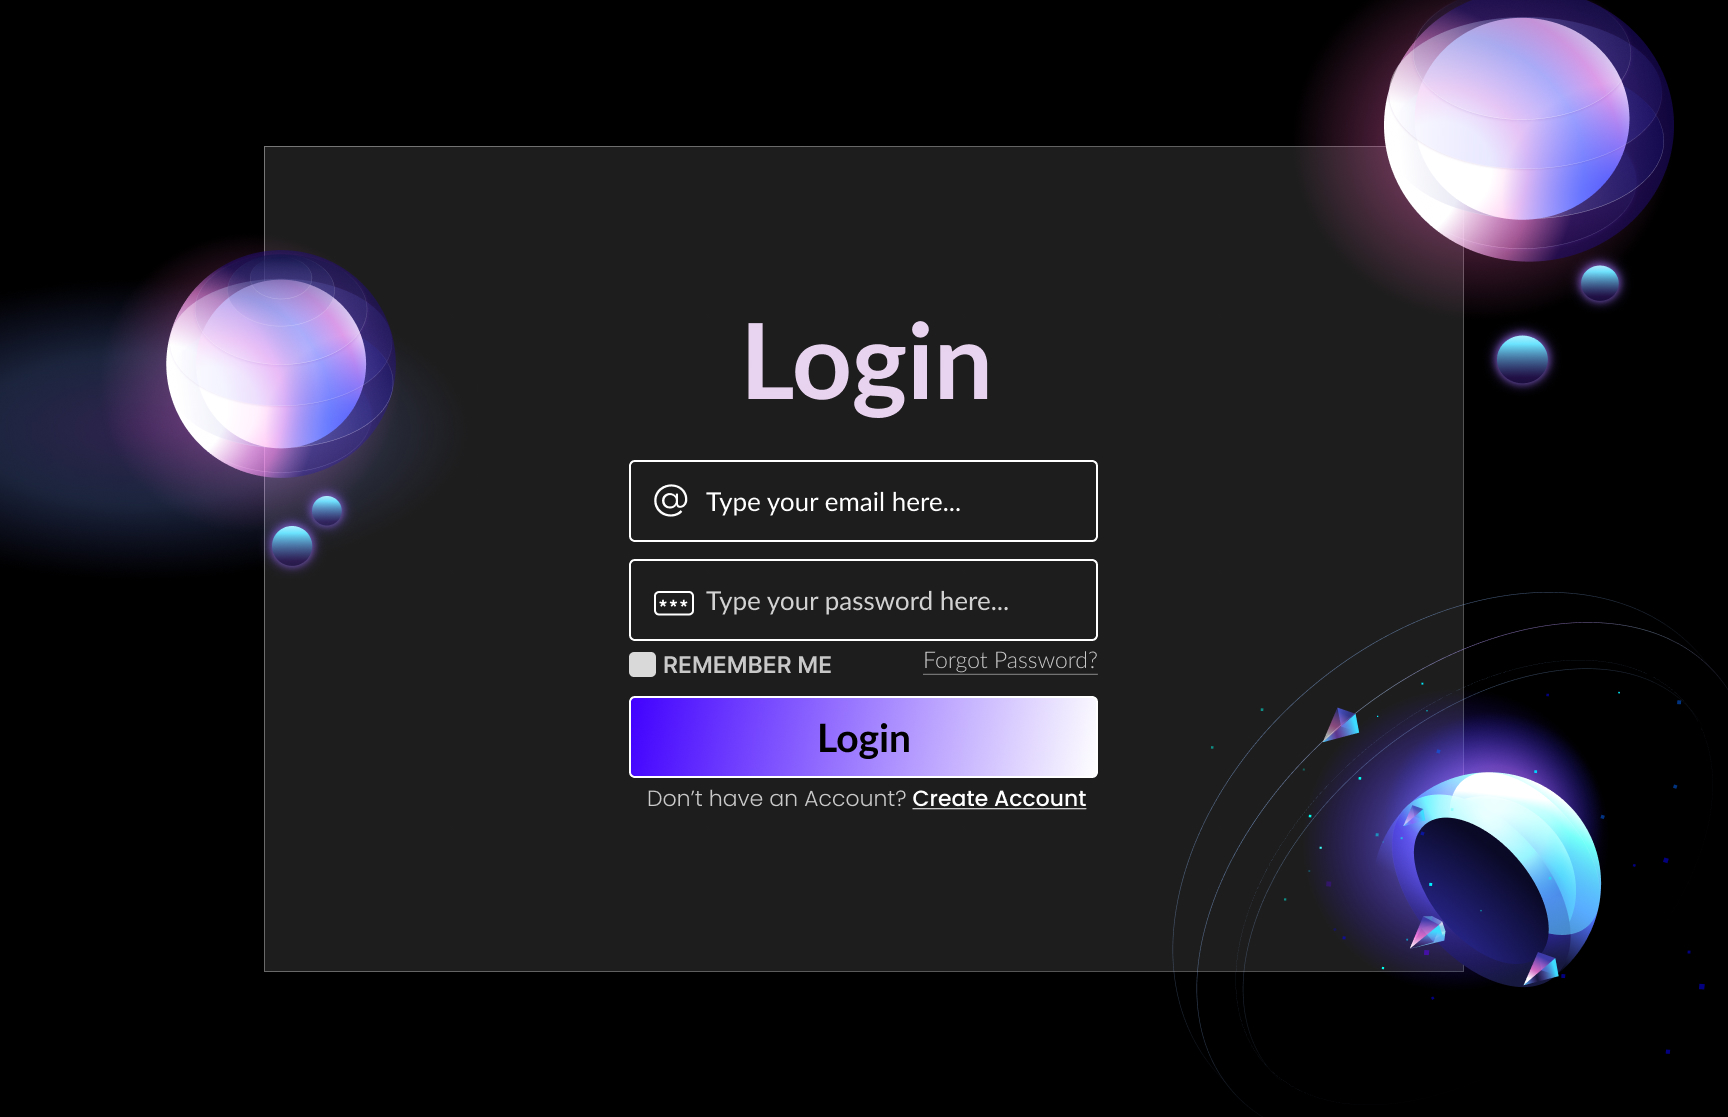 Login
@ Type your email here...
*** Type your password here...
REMEMBER ME Forgot Password?
Login
Don't have an Account? Create Account